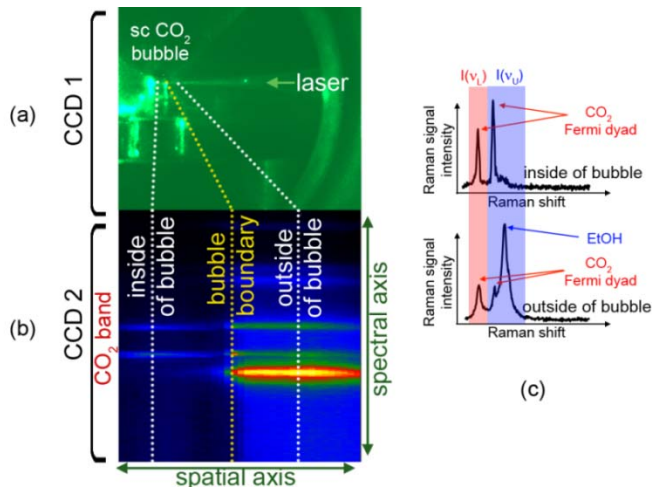 (a)
CCD 1
sc CO₂
bubble
laser
(b)
CCD 2
CO₂ band
inside
of bubble
bubble
boundary
outside
of bubble
spectral axis
spatial axis
I(ν_L) I(ν_U)
Raman signal
intensity
CO₂
Fermi dyad
inside of bubble
Raman shift
Raman signal
intensity
EtOH
CO₂
Fermi dyad
outside of bubble
Raman shift
(c)